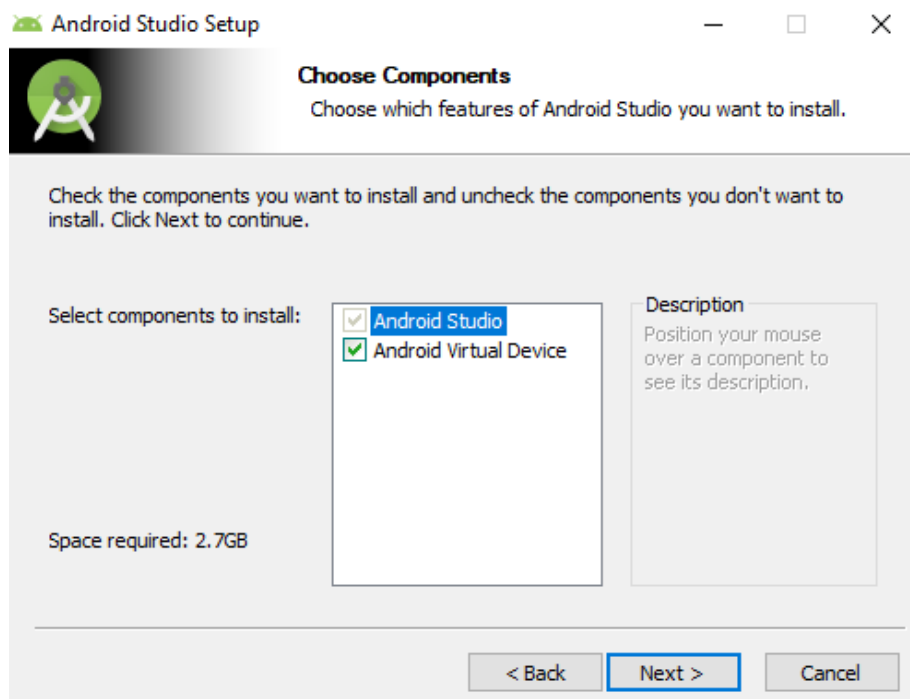 Android Studio Setup
Choose Components
Choose which features of Android Studio you want to install.
Check the components you want to install and uncheck the components you don't want to
install. Click Next to continue.
Select components to install:
Android Studio
Android Virtual Device
Description
Position your mouse
over a component to
see its description.
Space required: 2.7GB
< Back
Next >
Cancel